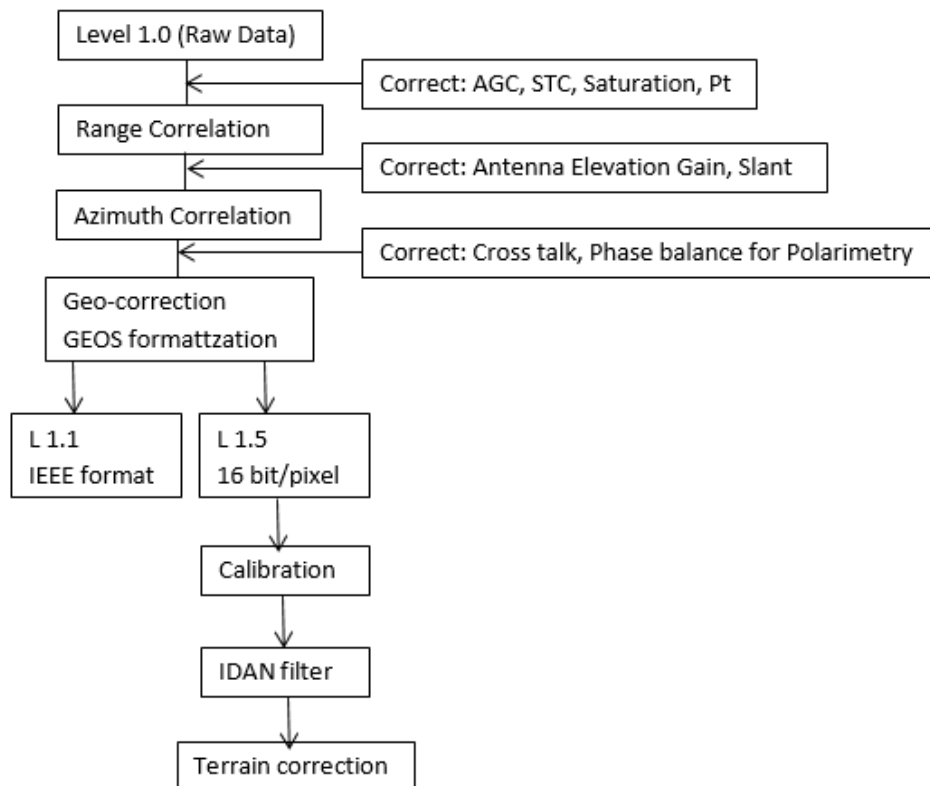 Level 1.0 (Raw Data)
Correct: AGC, STC, Saturation, Pt
Range Correlation
Correct: Antenna Elevation Gain, Slant
Azimuth Correlation
Correct: Cross talk, Phase balance for Polarimetry
Geo-correction
GEOS formattzation
L 1.1
IEEE format
L 1.5
16 bit/pixel
Calibration
IDAN filter
Terrain correction